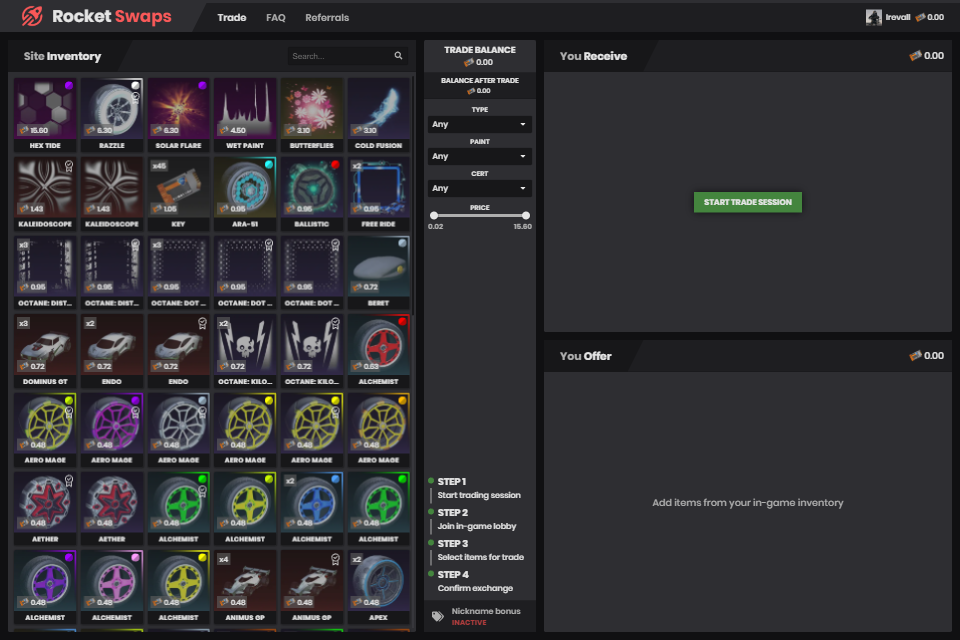 Rocket Swaps
Trade
FAQ
Referrals
Irevall
0.00
Site Inventory
Search...
15.60
HEX TIDE
6.30
RAZZLE
6.30
SOLAR FLARE
4.50
WET PAINT
3.10
BUTTERFLIES
3.10
COLD FUSION
1.43
KALEIDOSCOPE
1.43
KALEIDOSCOPE
x45
1.05
KEY
0.95
ARA-51
0.95
BALLISTIC
x2
0.95
FREE RIDE
x3
0.95
OCTANE: DIST...
0.95
OCTANE: DIST...
x3
0.95
OCTANE: DOT ...
0.95
OCTANE: DOT ...
0.95
OCTANE: DOT ...
0.72
BERET
x3
0.72
DOMINUS GT
x2
0.72
ENDO
0.72
ENDO
x2
0.72
OCTANE: KILO...
0.72
OCTANE: KILO...
0.53
ALCHEMIST
0.48
AERO MAGE
0.48
AERO MAGE
0.48
AERO MAGE
0.48
AERO MAGE
0.48
AERO MAGE
0.48
AERO MAGE
0.48
AETHER
0.48
AETHER
0.48
ALCHEMIST
0.48
ALCHEMIST
x2
0.48
ALCHEMIST
0.48
ALCHEMIST
0.48
ALCHEMIST
0.48
ALCHEMIST
0.48
ALCHEMIST
x4
0.48
ANIMUS GP
0.48
ANIMUS GP
x2
0.48
APEX
TRADE BALANCE
0.00
BALANCE AFTER TRADE
0.00
TYPE
Any
PAINT
Any
CERT
Any
PRICE
0.02
15.60
STEP 1
Start trading session
STEP 2
Join in-game lobby
STEP 3
Select items for trade
STEP 4
Confirm exchange
Nickname bonus
INACTIVE
You Receive
0.00
START TRADE SESSION
You Offer
0.00
Add items from your in-game inventory